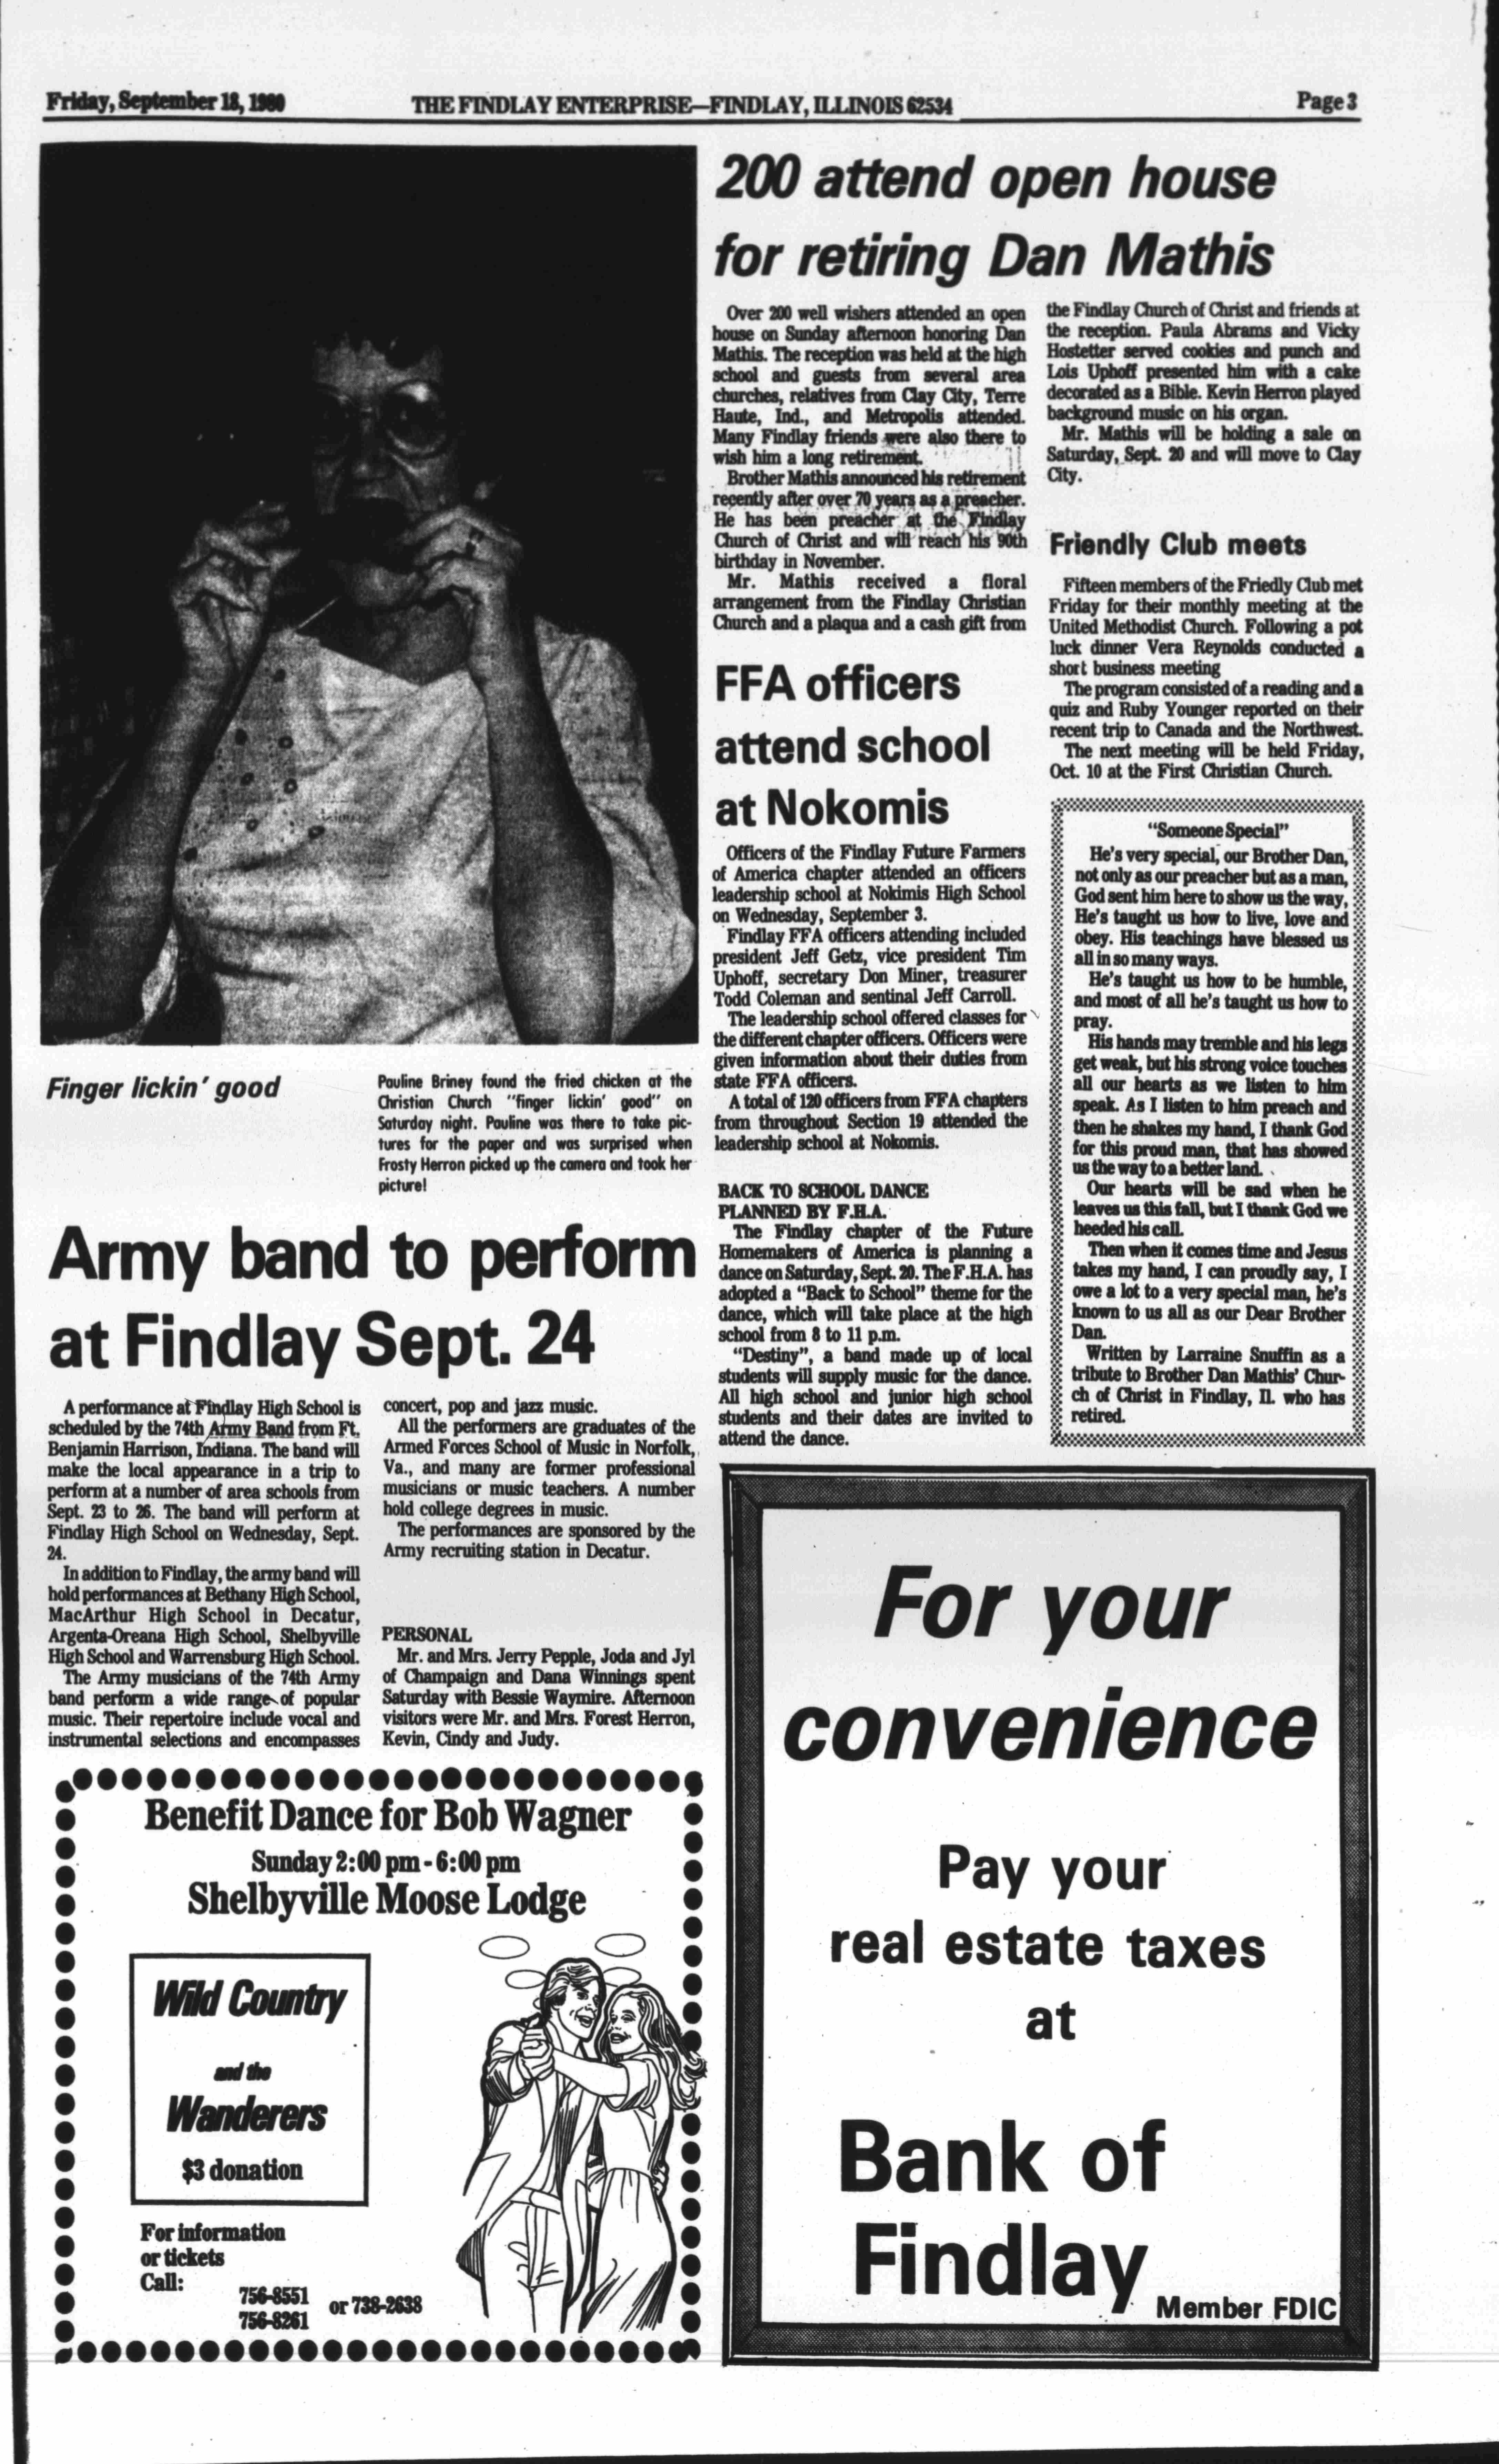 Friday, September 18, 1980
THE FINDLAY ENTERPRISE—FINDLAY, ILLINOIS 62534
Page 3
Finger lickin' good
Pauline Briney found the fried chicken at the
Christian Church "finger lickin' good" on
Saturday night. Pauline was there to take pic-
tures for the paper and was surprised when
Frosty Herron picked up the camera and took her
picture!
Army band to perform
at Findlay Sept. 24
A performance at Findlay High School is
scheduled by the 74th Army Band from Ft.
Benjamin Harrison, Indiana. The band will
make the local appearance in a trip to
perform at a number of area schools from
Sept. 23 to 26. The band will perform at
Findlay High School on Wednesday, Sept.
24.
In addition to Findlay, the army band will
hold performances at Bethany High School,
MacArthur High School in Decatur,
Argenta-Oreana High School, Shelbyville
High School and Warrensburg High School.
The Army musicians of the 74th Army
band perform a wide range of popular
music. Their repertoire include vocal and
instrumental selections and encompasses
concert, pop and jazz music.
All the performers are graduates of the
Armed Forces School of Music in Norfolk,
Va., and many are former professional
musicians or music teachers. A number
hold college degrees in music.
The performances are sponsored by the
Army recruiting station in Decatur.
PERSONAL
Mr. and Mrs. Jerry Pepple, Joda and Jyl
of Champaign and Dana Winnings spent
Saturday with Bessie Waymire. Afternoon
visitors were Mr. and Mrs. Forest Herron,
Kevin, Cindy and Judy.
Benefit Dance for Bob Wagner
Sunday 2:00 pm - 6:00 pm
Shelbyville Moose Lodge
Wild Country
and the
Wanderers
$3 donation
For information
or tickets
Call:
756-8551
756-8261
or 738-2638
200 attend open house
for retiring Dan Mathis
Over 200 well wishers attended an open
house on Sunday afternoon honoring Dan
Mathis. The reception was held at the high
school and guests from several area
churches, relatives from Clay City, Terre
Haute, Ind., and Metropolis attended.
Many Findlay friends were also there to
wish him a long retirement.
Brother Mathis announced his retirement
recently after over 70 years as a preacher.
He has been preacher at the Findlay
Church of Christ and will reach his 90th
birthday in November.
Mr. Mathis received a floral
arrangement from the Findlay Christian
Church and a plaqua and a cash gift from
the Findlay Church of Christ and friends at
the reception. Paula Abrams and Vicky
Hostetter served cookies and punch and
Lois Uphoff presented him with a cake
decorated as a Bible. Kevin Herron played
background music on his organ.
Mr. Mathis will be holding a sale on
Saturday, Sept. 20 and will move to Clay
City.
FFA officers
attend school
at Nokomis
Officers of the Findlay Future Farmers
of America chapter attended an officers
leadership school at Nokimis High School
on Wednesday, September 3.
Findlay FFA officers attending included
president Jeff Getz, vice president Tim
Uphoff, secretary Don Miner, treasurer
Todd Coleman and sentinal Jeff Carroll.
The leadership school offered classes for
the different chapter officers. Officers were
given information about their duties from
state FFA officers.
A total of 120 officers from FFA chapters
from throughout Section 19 attended the
leadership school at Nokomis.
BACK TO SCHOOL DANCE
PLANNED BY F.H.A.
The Findlay chapter of the Future
Homemakers of America is planning a
dance on Saturday, Sept. 20. The F.H.A. has
adopted a "Back to School" theme for the
dance, which will take place at the high
school from 8 to 11 p.m.
"Destiny", a band made up of local
students will supply music for the dance.
All high school and junior high school
students and their dates are invited to
attend the dance.
Friendly Club meets
Fifteen members of the Friedly Club met
Friday for their monthly meeting at the
United Methodist Church. Following a pot
luck dinner Vera Reynolds conducted a
short business meeting
The program consisted of a reading and a
quiz and Ruby Younger reported on their
recent trip to Canada and the Northwest.
The next meeting will be held Friday,
Oct. 10 at the First Christian Church.
"Someone Special"
He's very special, our Brother Dan,
not only as our preacher but as a man,
God sent him here to show us the way,
He's taught us how to live, love and
obey. His teachings have blessed us
all in so many ways.
He's taught us how to be humble,
and most of all he's taught us how to
pray.
His hands may tremble and his legs
get weak, but his strong voice touches
all our hearts as we listen to him
speak. As I listen to him preach and
then he shakes my hand, I thank God
for this proud man, that has showed
us the way to a better land.
Our hearts will be sad when he
leaves us this fall, but I thank God we
heeded his call.
Then when it comes time and Jesus
takes my hand, I can proudly say, I
owe a lot to a very special man, he's
known to us all as our Dear Brother
Dan.
Written by Larraine Snuffin as a
tribute to Brother Dan Mathis' Chur-
ch of Christ in Findlay, Il. who has
retired.
For your
convenience
Pay your
real estate taxes
at
Bank of
Findlay
Member FDIC